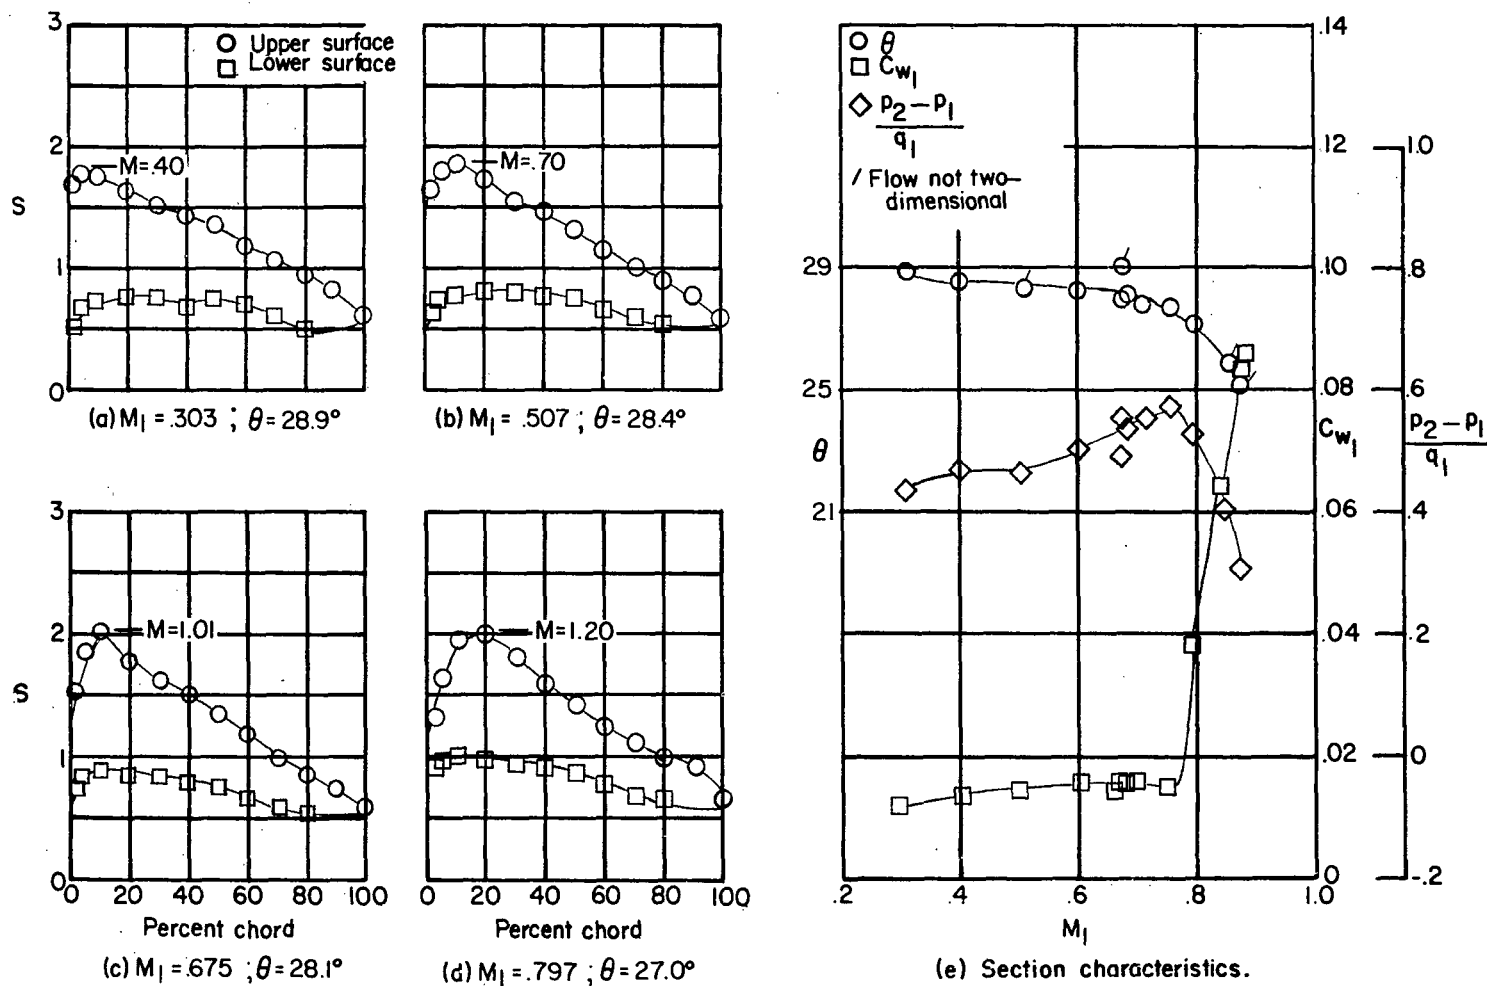 3
2
S
1
0
○ Upper surface
□ Lower surface
M=.40
(a) M₁ = .303 ; θ=28.9°
M=.70
(b) M₁ = .507 ; θ=28.4°
3
2
S
1
0
M=1.01
0 20 40 60 80 100
Percent chord
(c) M₁=.675 ; θ=28.1°
M=1.20
0 20 40 60 80 100
Percent chord
(d) M₁=.797 ; θ=27.0°
○ θ
□ C_w₁
◇ p₂-p₁
q₁
/ Flow not two-
dimensional
29
25
θ
21
.14
.12
.10
.08
C_w₁
.06
.04
.02
.0
1.0
.8
.6
p₂-p₁
q₁
.4
.2
0
-.2
.2 .4 .6 .8 1.0
M₁
(e) Section characteristics.